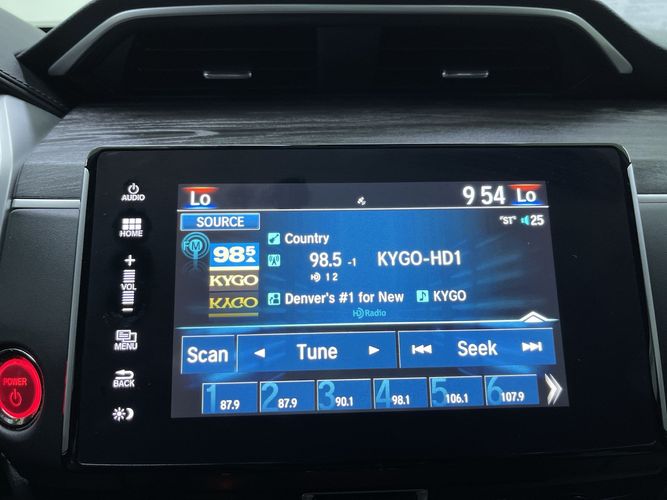 AUDIO
HOME
+
VOL
–
MENU
BACK
POWER
Lo 9 54 Lo
SOURCE "ST" 25
FM
98.5
KYGO
KYGO
Country
98.5 -1 KYGO-HD1
HD 1 2
Denver's #1 for New KYGO
HD Radio
Scan ◄ Tune ► |◄◄ Seek ►►|
1 87.9 2 87.9 3 90.1 4 98.1 5 106.1 6 107.9